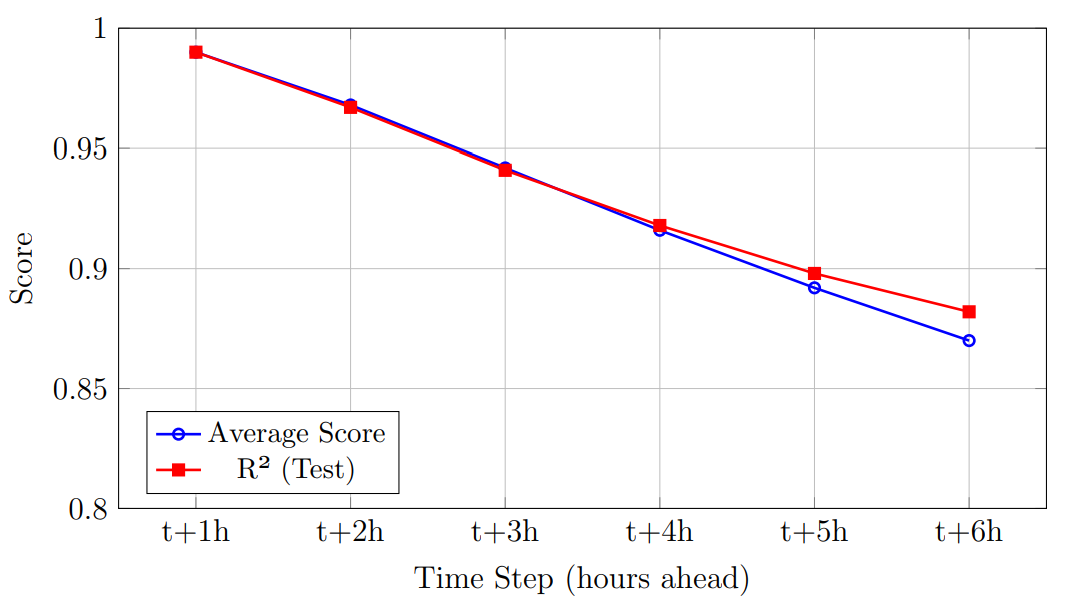 1
0.95
0.9
0.85
0.8
Score
Average Score
R² (Test)
t+1h t+2h t+3h t+4h t+5h t+6h
Time Step (hours ahead)